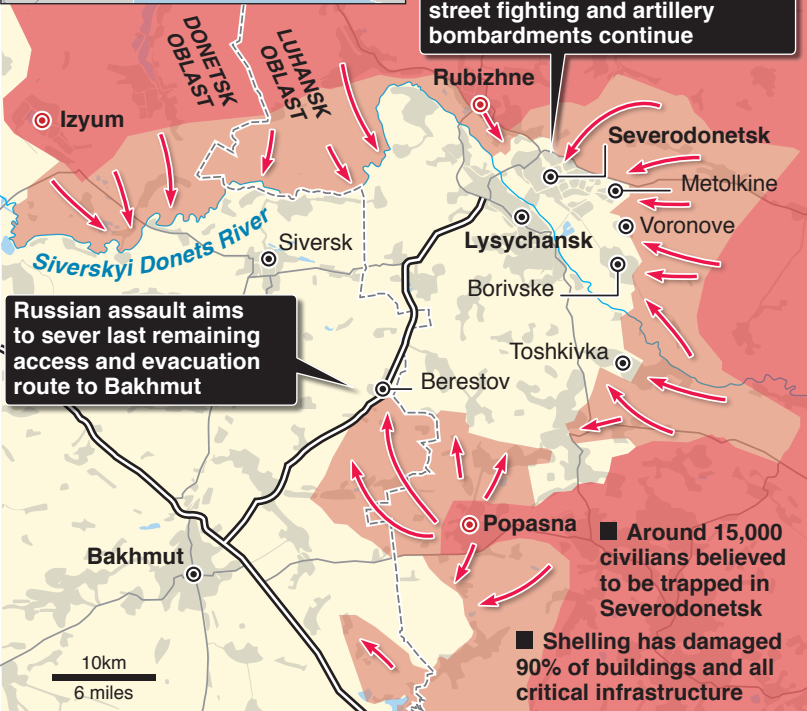 street fighting and artillery
bombardments continue
DONETSK
OBLAST
LUHANSK
OBLAST
Rubizhne
Izyum
Severodonetsk
Metolkine
Voronove
Lysychansk
Siverskyi Donets River
Siversk
Borivske
Russian assault aims
to sever last remaining
access and evacuation
route to Bakhmut
Toshkivka
Berestov
Popasna
Bakhmut
■ Around 15,000
civilians believed
to be trapped in
Severodonetsk
■ Shelling has damaged
90% of buildings and all
critical infrastructure
10km
6 miles